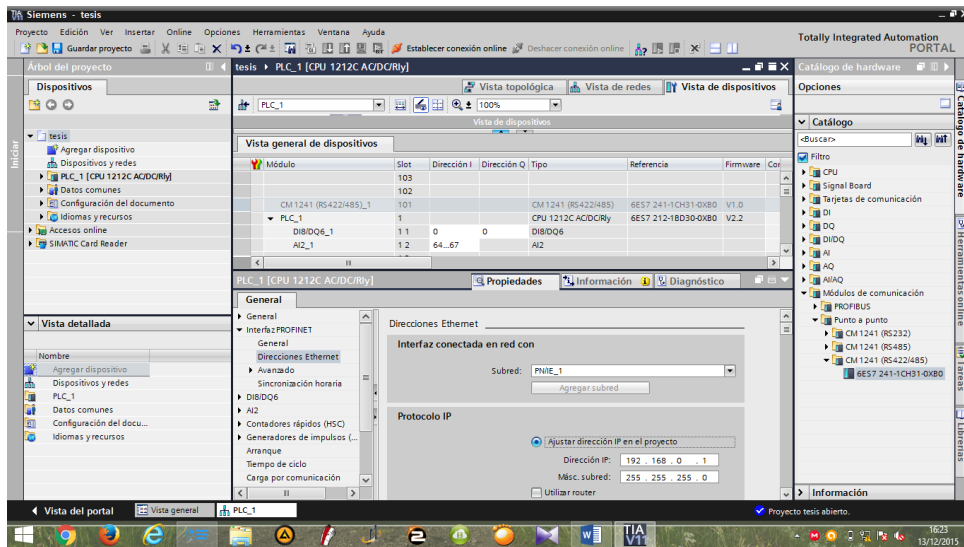 Siemens - tesis
Proyecto Edición Ver Insertar Online Opciones Herramientas Ventana Ayuda
Totally Integrated Automation
PORTAL
Guardar proyecto
Establecer conexión online
Deshacer conexión online
Árbol del proyecto
tesis PLC_1 [CPU 1212C AC/DC/Rly]
Catálogo de hardware
Dispositivos
Vista topológica
Vista de redes
Vista de dispositivos
Opciones
PLC_1
100%
Vista de dispositivos
Iniciar
tesis
Agregar dispositivo
Dispositivos y redes
PLC_1 [CPU 1212C AC/DC/Rly]
Datos comunes
Configuración del documento
Idiomas y recursos
Accesos online
SIMATIC Card Reader
Vista general de dispositivos
Módulo Slot Dirección I Dirección Q Tipo Referencia Firmware
103
102
CM 1241 (RS422/485)_1 101 CM 1241 (RS422/485) 6ES7 241-1CH31-0XB0 V1.0
PLC_1 1 CPU 1212C AC/DC/Rly 6ES7 212-1BD30-0XB0 V2.2
DI8/DQ6_1 1 1 0 0 DI8/DQ6
AI2_1 1 2 64...67 AI2
Catálogo
<Buscar>
Filtro
CPU
Signal Board
Tarjetas de comunicación
DI
DQ
DI/DQ
AI
AQ
AI/AQ
Módulos de comunicación
PROFIBUS
Punto a punto
CM 1241 (RS232)
CM 1241 (RS485)
CM 1241 (RS422/485)
6ES7 241-1CH31-0XB0
Información
Catálogo de hardware
Herramientas online
Tareas
Librerías
PLC_1 [CPU 1212C AC/DC/Rly]
Propiedades
Información
Diagnóstico
General
General
Interfaz PROFINET
General
Direcciones Ethernet
Avanzado
Sincronización horaria
DI8/DQ6
AI2
Contadores rápidos (HSC)
Generadores de impulsos (...
Arranque
Tiempo de ciclo
Carga por comunicación
Direcciones Ethernet
Interfaz conectada en red con
Subred: PN/IE_1
Agregar subred
Protocolo IP
Ajustar dirección IP en el proyecto
Dirección IP: 192 . 168 . 0 . 1
Másc. subred: 255 . 255 . 255 . 0
Utilizar router
Vista detallada
Nombre
Agregar dispositivo
Dispositivos y redes
PLC_1
Datos comunes
Configuración del docu...
Idiomas y recursos
Vista del portal
Vista general
PLC_1
Proyecto tesis abierto.
TIA
V11
16:23
13/12/2015